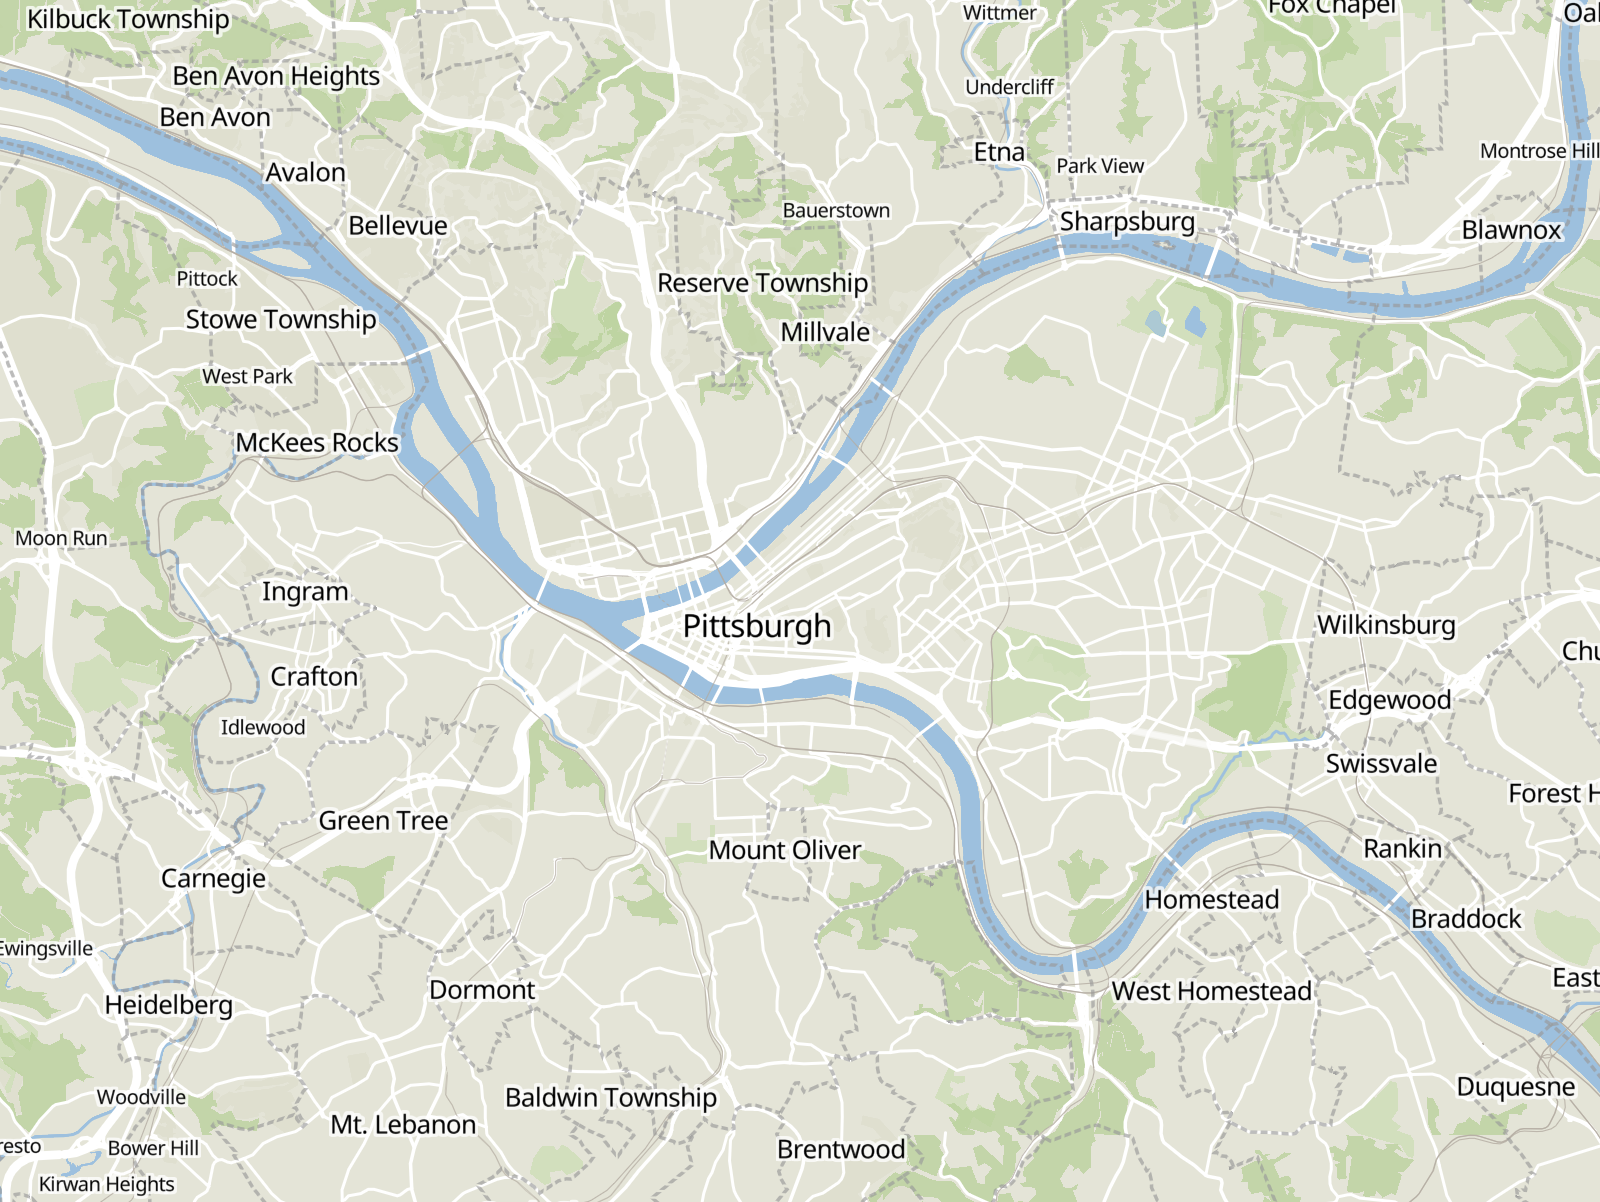 Wittmer
Fox Chapel
Kilbuck Township
Ben Avon Heights
Undercliff
Ben Avon
Etna
Montrose Hill
Park View
Avalon
Bauerstown
Sharpsburg
Bellevue
Blawnox
Pittock
Reserve Township
Stowe Township
Millvale
West Park
McKees Rocks
Moon Run
Ingram
Pittsburgh
Wilkinsburg
Crafton
Edgewood
Idlewood
Swissvale
Forest H
Green Tree
Mount Oliver
Rankin
Carnegie
Homestead
Braddock
Ewingsville
East
Dormont
West Homestead
Heidelberg
Duquesne
Woodville
Baldwin Township
Mt. Lebanon
Bower Hill
Brentwood
Kirwan Heights